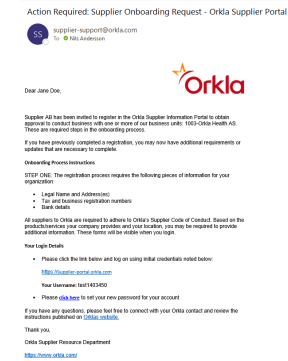 Action Required: Supplier Onboarding Request - Orkla Supplier Portal
SS
supplier-support@orkla.com
To Nils Andersson
Orkla
Dear Jane Doe,
Supplier AB has been invited to register in the Orkla Supplier Information Portal to obtain
approval to conduct business with one or more of our business units: 1003-Orkla Health AS.
These are required steps in the onboarding process.
If you have previously completed a registration, you may now have additional requirements or
updates that are necessary to complete.
Onboarding Process Instructions
STEP ONE: The registration process requires the following pieces of information for your
organization:
• Legal Name and Address(es)
• Tax and business registration numbers
• Bank details
All suppliers to Orkla are required to adhere to Orkla's Supplier Code of Conduct. Based on the
products/services your company provides and your location, you may be required to provide
additional information. These forms will be visible when you login.
Your Login Details
• Please click the link below and log on using initial credentials noted below:
https://supplier-portal.orkla.com
Your Username: test1403450
• Please click here to set your new password for your account
If you have any questions, please feel free to connect with your Orkla contact and review the
instructions published on Orklas website.
Thank you,
Orkla Supplier Resource Department
https://www.orkla.com/